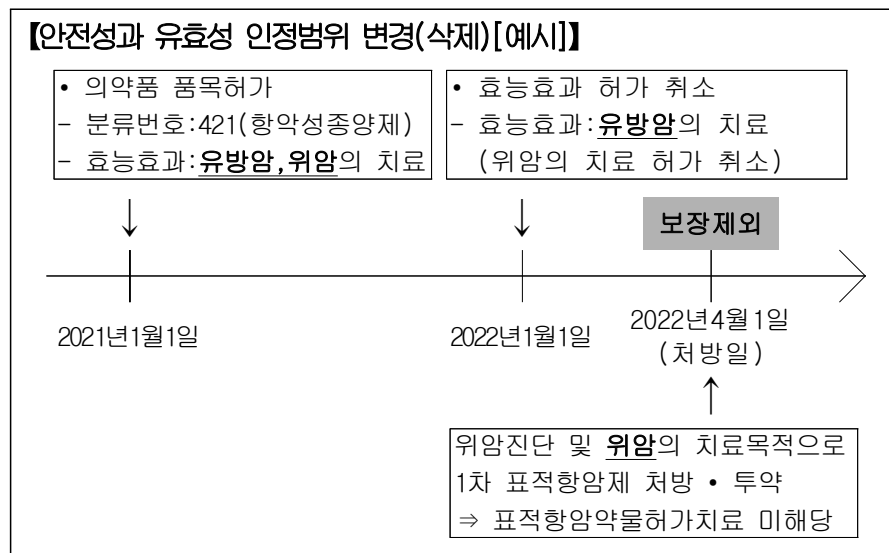 【안전성과 유효성 인정범위 변경(삭제)[예시]】
• 의약품 품목허가
- 분류번호:421(항악성종양제)
- 효능효과:유방암,위암의 치료
• 효능효과 허가 취소
- 효능효과:유방암의 치료
(위암의 치료 허가 취소)
보장제외
2021년1월1일
2022년1월1일
2022년4월1일
(처방일)
위암진단 및 위암의 치료목적으로
1차 표적항암제 처방 • 투약
⇒ 표적항암약물허가치료 미해당